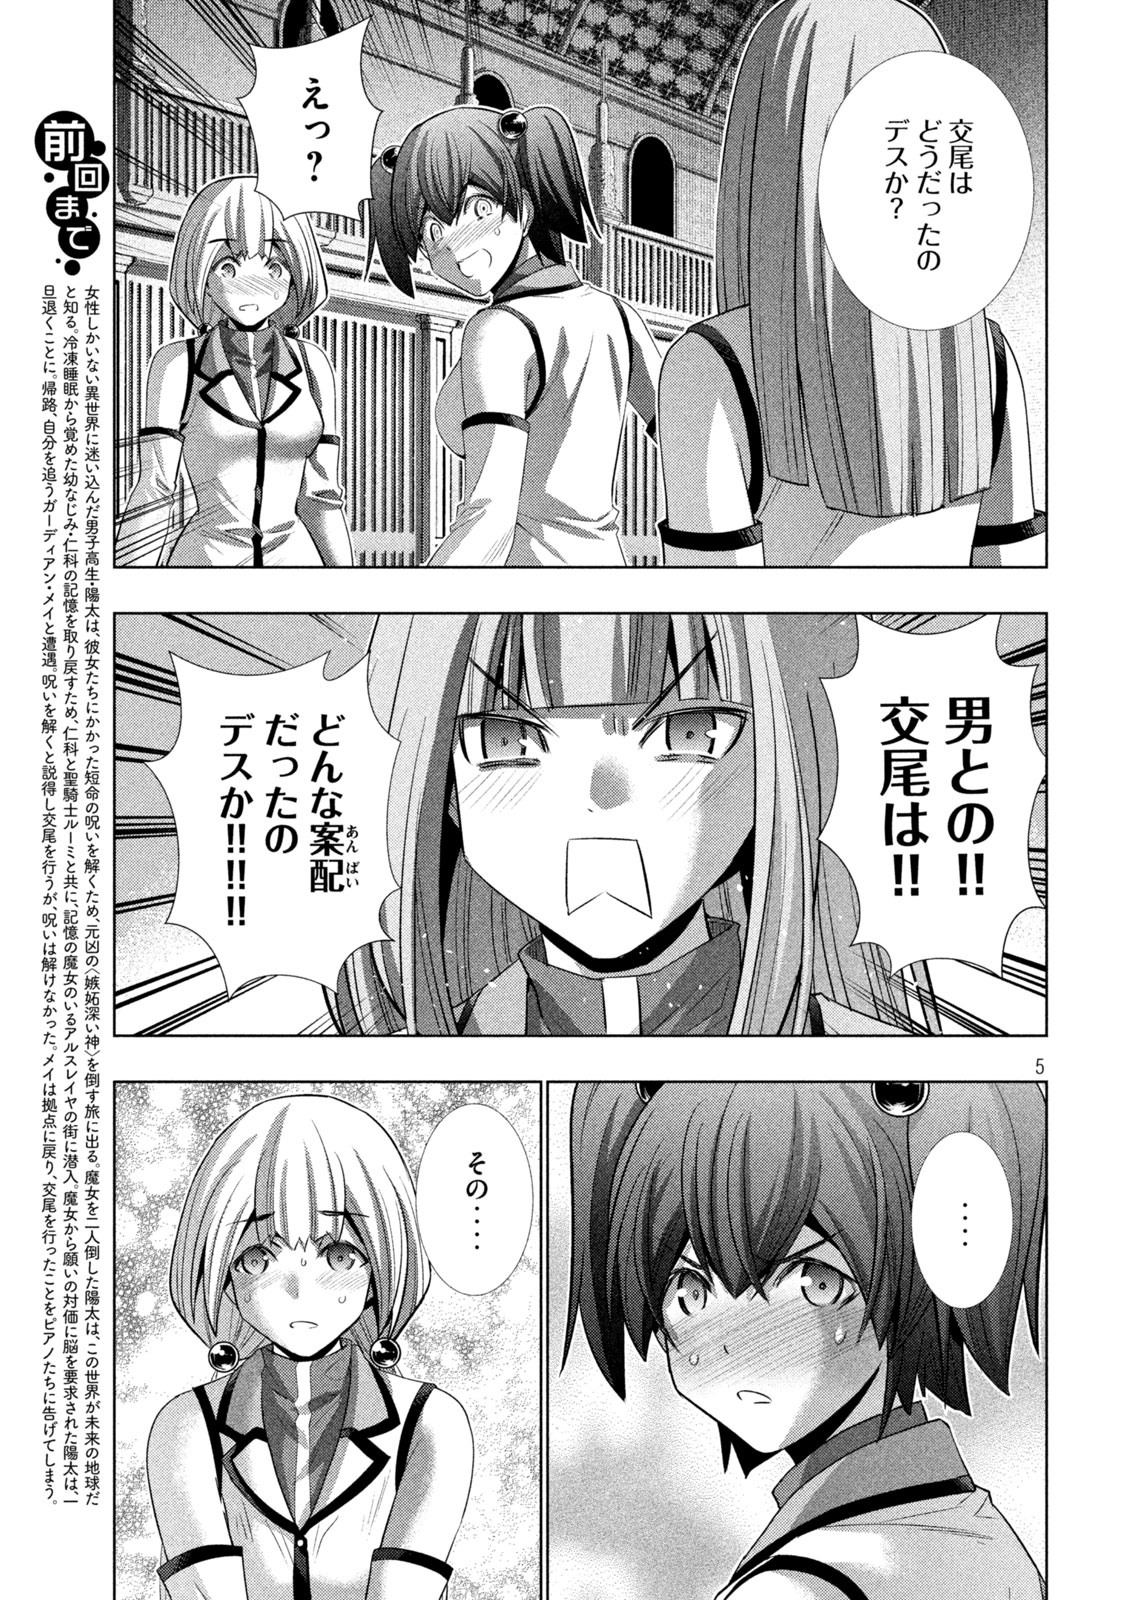 交尾は
どうだったの
デスか?
えっ?
男との!!
交尾は!!
どんな案配
あんばい
だったの
デスか!!!!
5
‥‥
その‥‥
前回まで
女性しかいない異世界に迷い込んだ男子高生・陽太は、彼女たちにかかった短命の呪いを解くため、元凶の〈嫉妬深い神〉を倒す旅に出る。魔女を二人倒した陽太は、この世界が未来の地球だ
と知る。冷凍睡眠から覚めた幼なじみ・仁科の記憶を取り戻すため、仁科と聖騎士ルーミと共に、記憶の魔女のいるアルスレイヤの街に潜入。魔女から願いの対価に脳を要求された陽太は、一
旦退くことに。帰路、自分を追うガーディアン・メイと遭遇。呪いを解くと説得し交尾を行うが、呪いは解けなかった。メイは拠点に戻り、交尾を行ったことをピアノたちに告げてしまう。